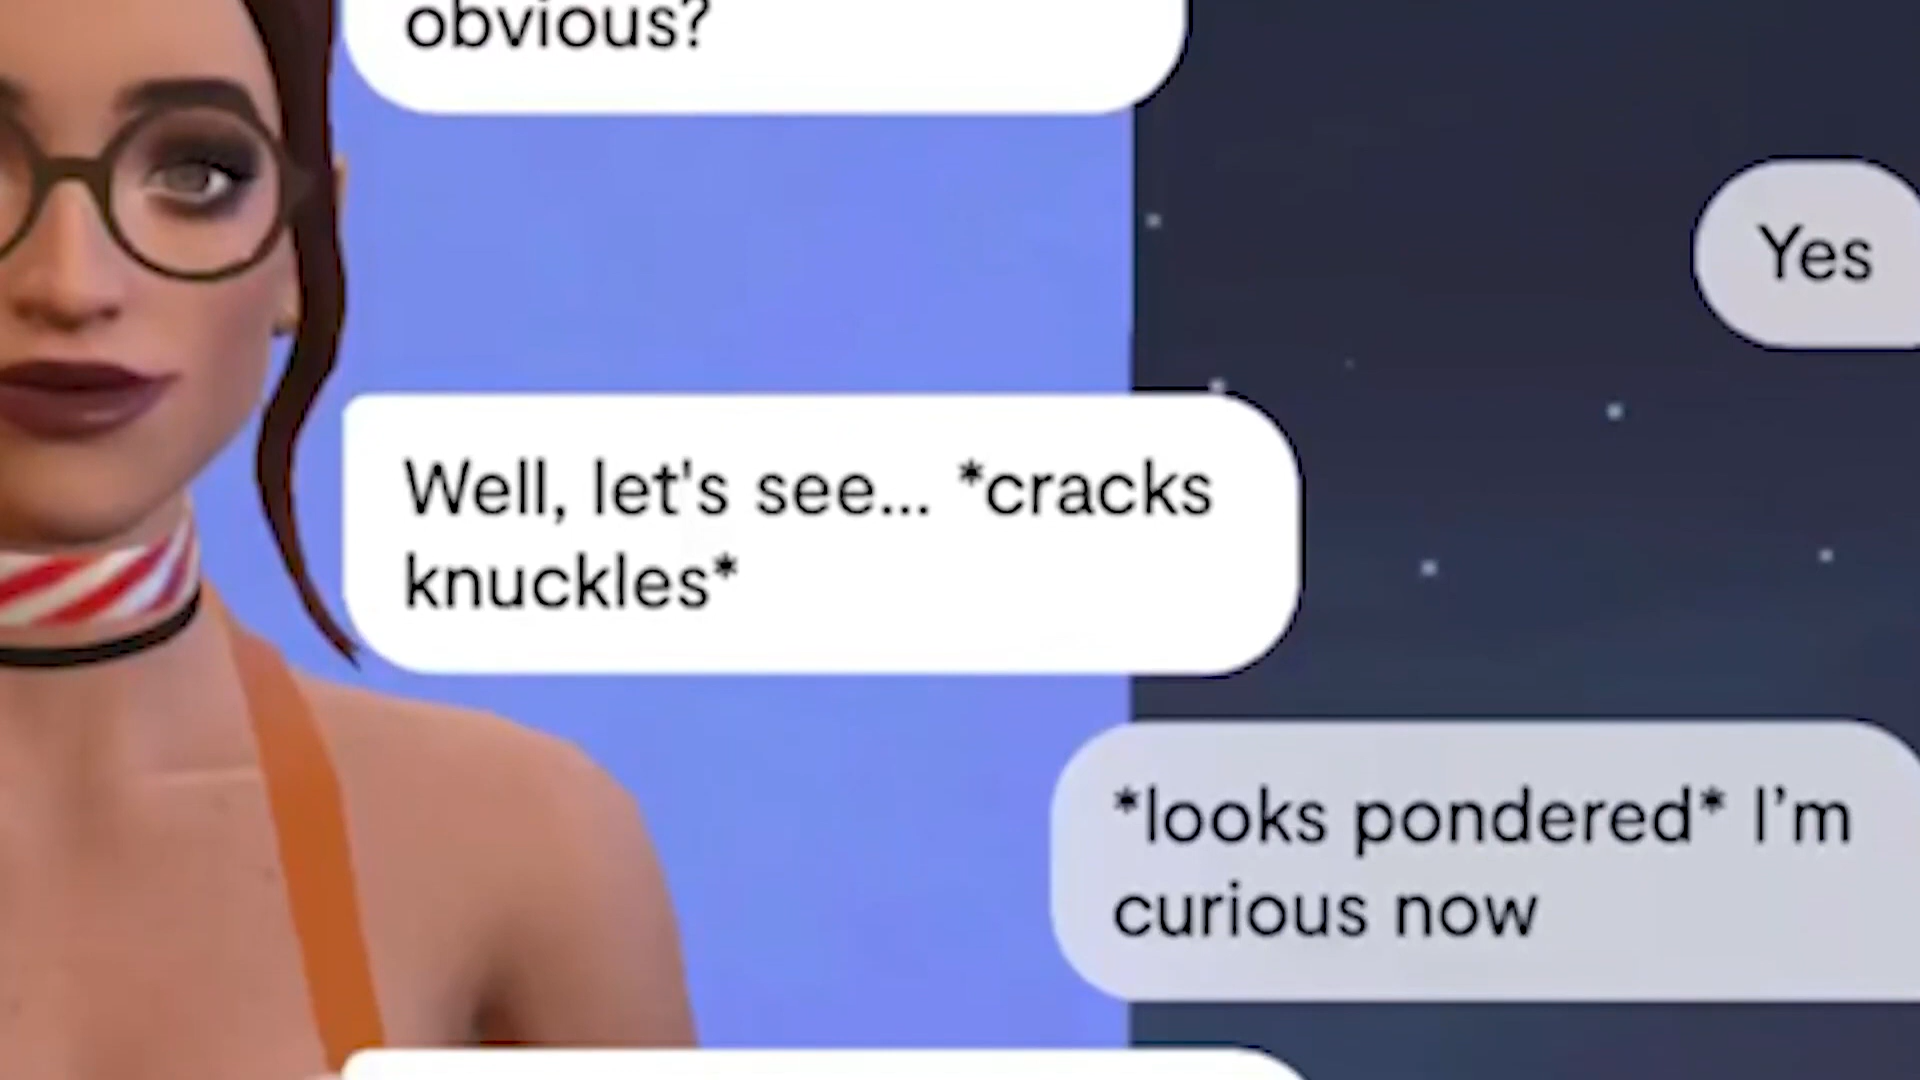 obvious?
Yes
Well, let's see... *cracks
knuckles*
*looks pondered* I’m
curious now